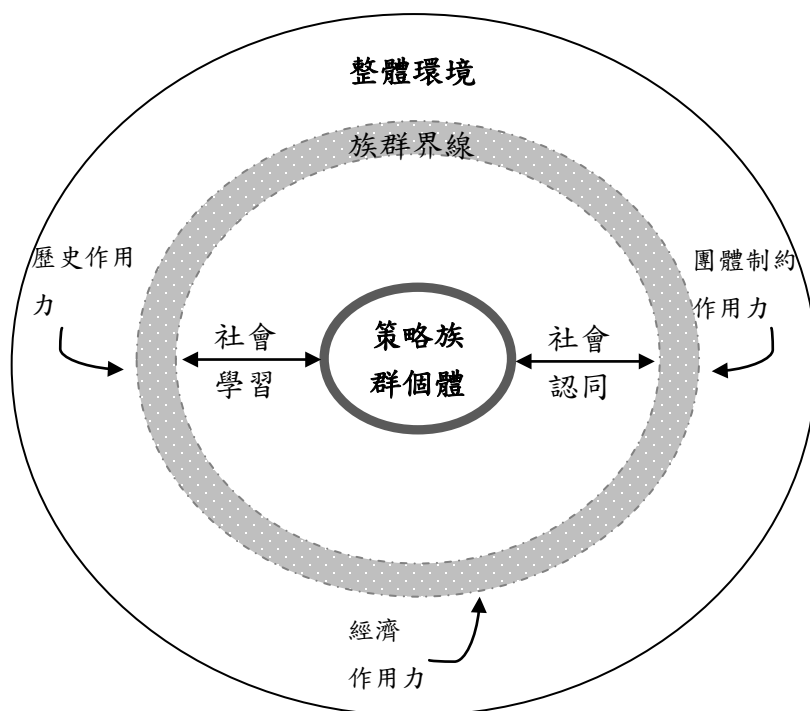 整體環境
族群界線
歷史作用
力
團體制約
作用力
社會
學習
策略族
群個體
社會
認同
經濟
作用力